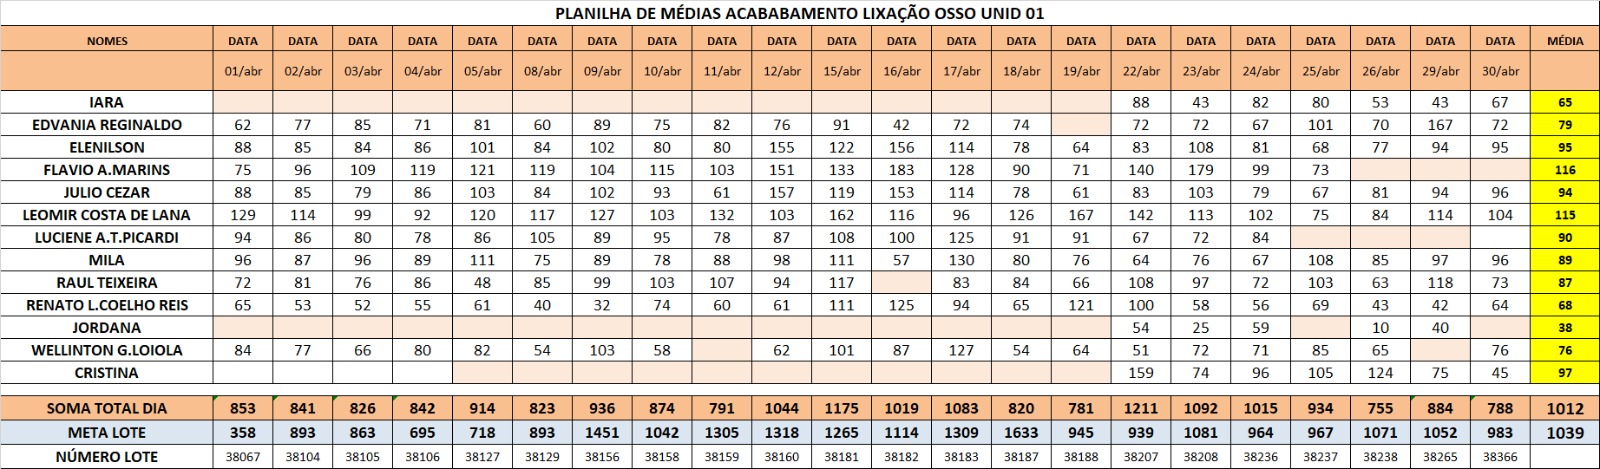 PLANILHA DE MÉDIAS ACABABAMENTO LIXAÇÃO OSSO UNID 01
NOMES DATA DATA DATA DATA DATA DATA DATA DATA DATA DATA DATA DATA DATA DATA DATA DATA DATA DATA DATA DATA DATA DATA MÉDIA
01/abr 02/abr 03/abr 04/abr 05/abr 08/abr 09/abr 10/abr 11/abr 12/abr 15/abr 16/abr 17/abr 18/abr 19/abr 22/abr 23/abr 24/abr 25/abr 26/abr 29/abr 30/abr
IARA 88 43 82 80 53 43 67 65
EDVANIA REGINALDO 62 77 85 71 81 60 89 75 82 76 91 42 72 74 72 72 67 101 70 167 72 79
ELENILSON 88 85 84 86 101 84 102 80 80 155 122 156 114 78 64 83 108 81 68 77 94 95 95
FLAVIO A.MARINS 75 96 109 119 121 119 104 115 103 151 133 183 128 90 71 140 179 99 73 116
JULIO CEZAR 88 85 79 86 103 84 102 93 61 157 119 153 114 78 61 83 103 79 67 81 94 96 94
LEOMIR COSTA DE LANA 129 114 99 92 120 117 127 103 132 103 162 116 96 126 167 142 113 102 75 84 114 104 115
LUCIENE A.T.PICARDI 94 86 80 78 86 105 89 95 78 87 108 100 125 91 91 67 72 84 90
MILA 96 87 96 89 111 75 89 78 88 98 111 57 130 80 76 64 76 67 108 85 97 96 89
RAUL TEIXEIRA 72 81 76 86 48 85 99 103 107 94 117 83 84 66 108 97 72 103 63 118 73 87
RENATO L.COELHO REIS 65 53 52 55 61 40 32 74 60 61 111 125 94 65 121 100 58 56 69 43 42 64 68
JORDANA 54 25 59 10 40 38
WELLINTON G.LOIOLA 84 77 66 80 82 54 103 58 62 101 87 127 54 64 51 72 71 85 65 76 76
CRISTINA 159 74 96 105 124 75 45 97
SOMA TOTAL DIA 853 841 826 842 914 823 936 874 791 1044 1175 1019 1083 820 781 1211 1092 1015 934 755 884 788 1012
META LOTE 358 893 863 695 718 893 1451 1042 1305 1318 1265 1114 1309 1633 945 939 1081 964 967 1071 1052 983 1039
NÚMERO LOTE 38067 38104 38105 38106 38127 38129 38156 38158 38159 38160 38181 38182 38183 38187 38188 38207 38208 38236 38237 38238 38265 38366